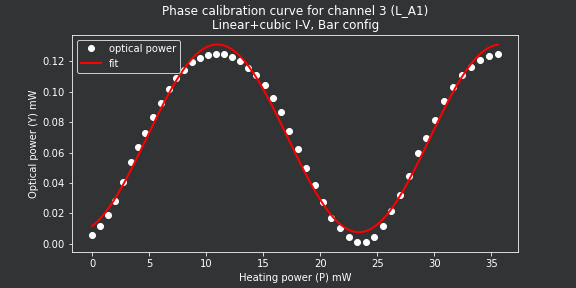 Phase calibration curve for channel 3 (L_A1)
Linear+cubic I-V, Bar config
optical power
fit
Optical power (Y) mW
0.12
0.10
0.08
0.06
0.04
0.02
0.00
0 5 10 15 20 25 30 35
Heating power (P) mW